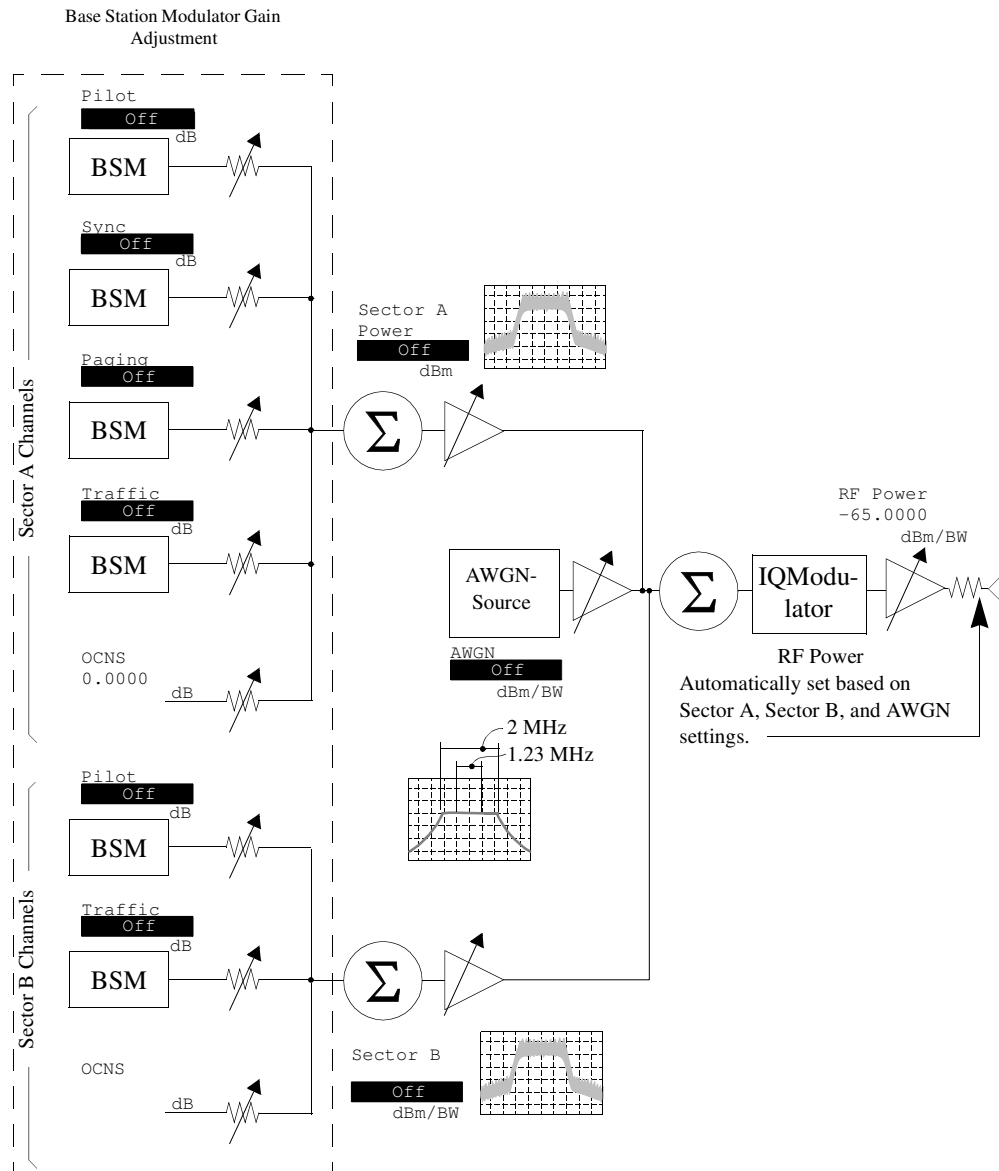 Base Station Modulator Gain
Adjustment
Pilot
Off
dB
BSM
Sync
Off
dB
BSM
Paging
Off
BSM
Traffic
Off
dB
BSM
OCNS
0.0000
dB
Sector A Channels
Sector A
Power
Off
dBm
Σ
AWGN-
Source
AWGN
Off
dBm/BW
2 MHz
1.23 MHz
Σ
IQModu-
lator
RF Power
-65.0000
dBm/BW
RF Power
Automatically set based on
Sector A, Sector B, and AWGN
settings.
Pilot
Off
dB
BSM
Traffic
Off
dB
BSM
OCNS
dB
Sector B Channels
Σ
Sector B
Off
dBm/BW